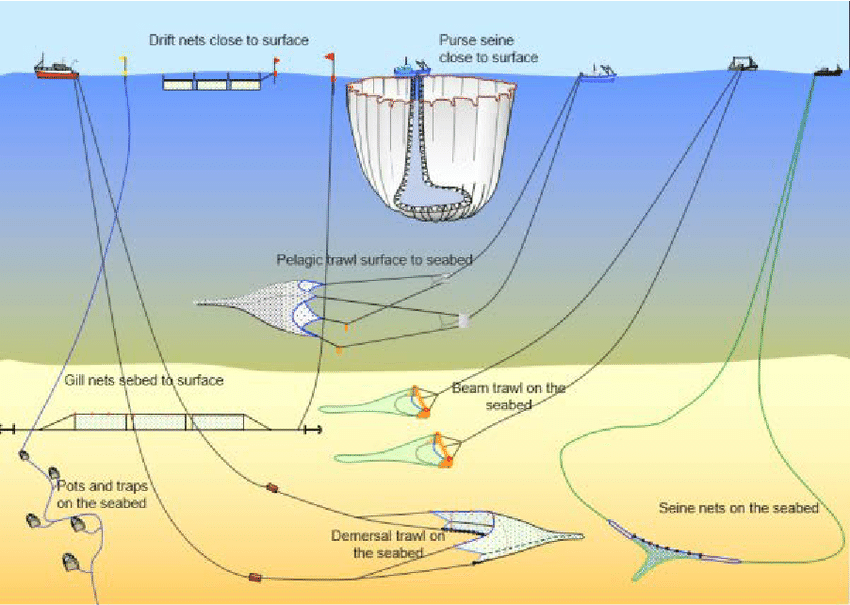 Drift nets close to surface
Purse seine
close to surface
Pelagic trawl surface to seabed
Gill nets sebed to surface
Beam trawl on the
seabed
Pots and traps
on the seabed
Seine nets on the seabed
Demersal trawl on
the seabed